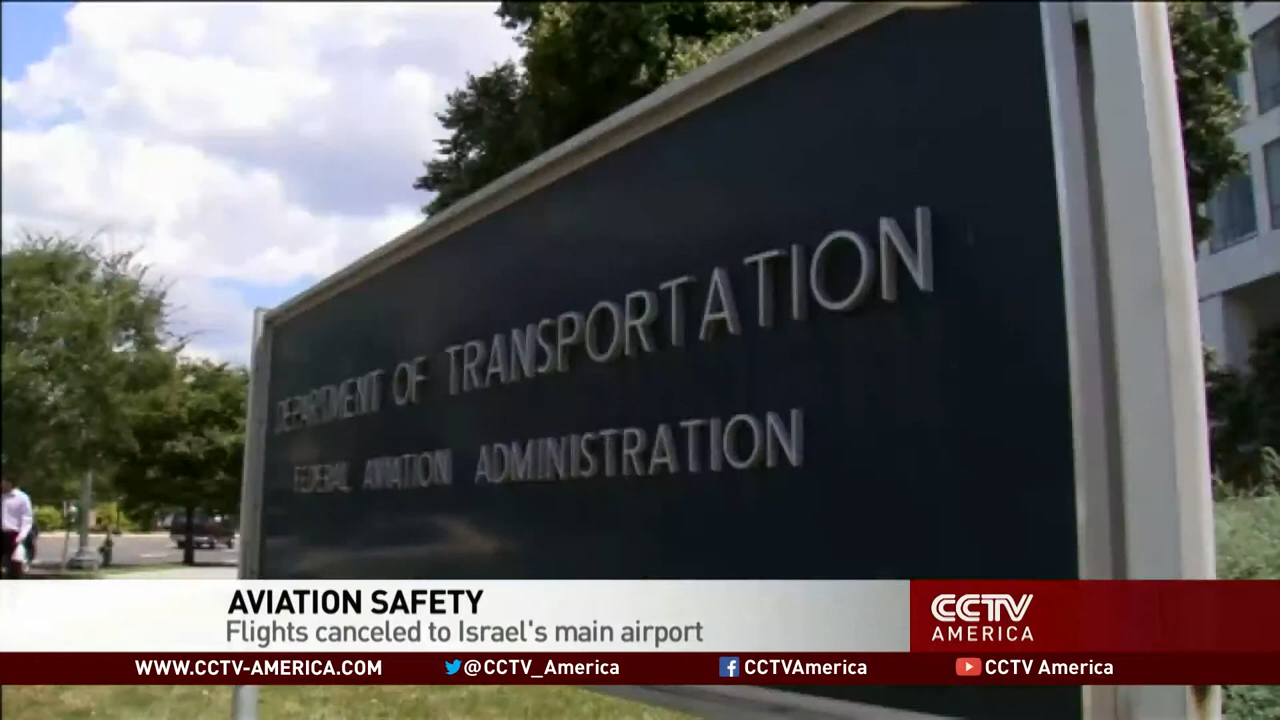 DEPARTMENT OF TRANSPORTATION
FEDERAL AVIATION ADMINISTRATION
AVIATION SAFETY
Flights canceled to Israel's main airport
CCTV
AMERICA
WWW.CCTV-AMERICA.COM
@CCTV_America
CCTVAmerica
CCTV America